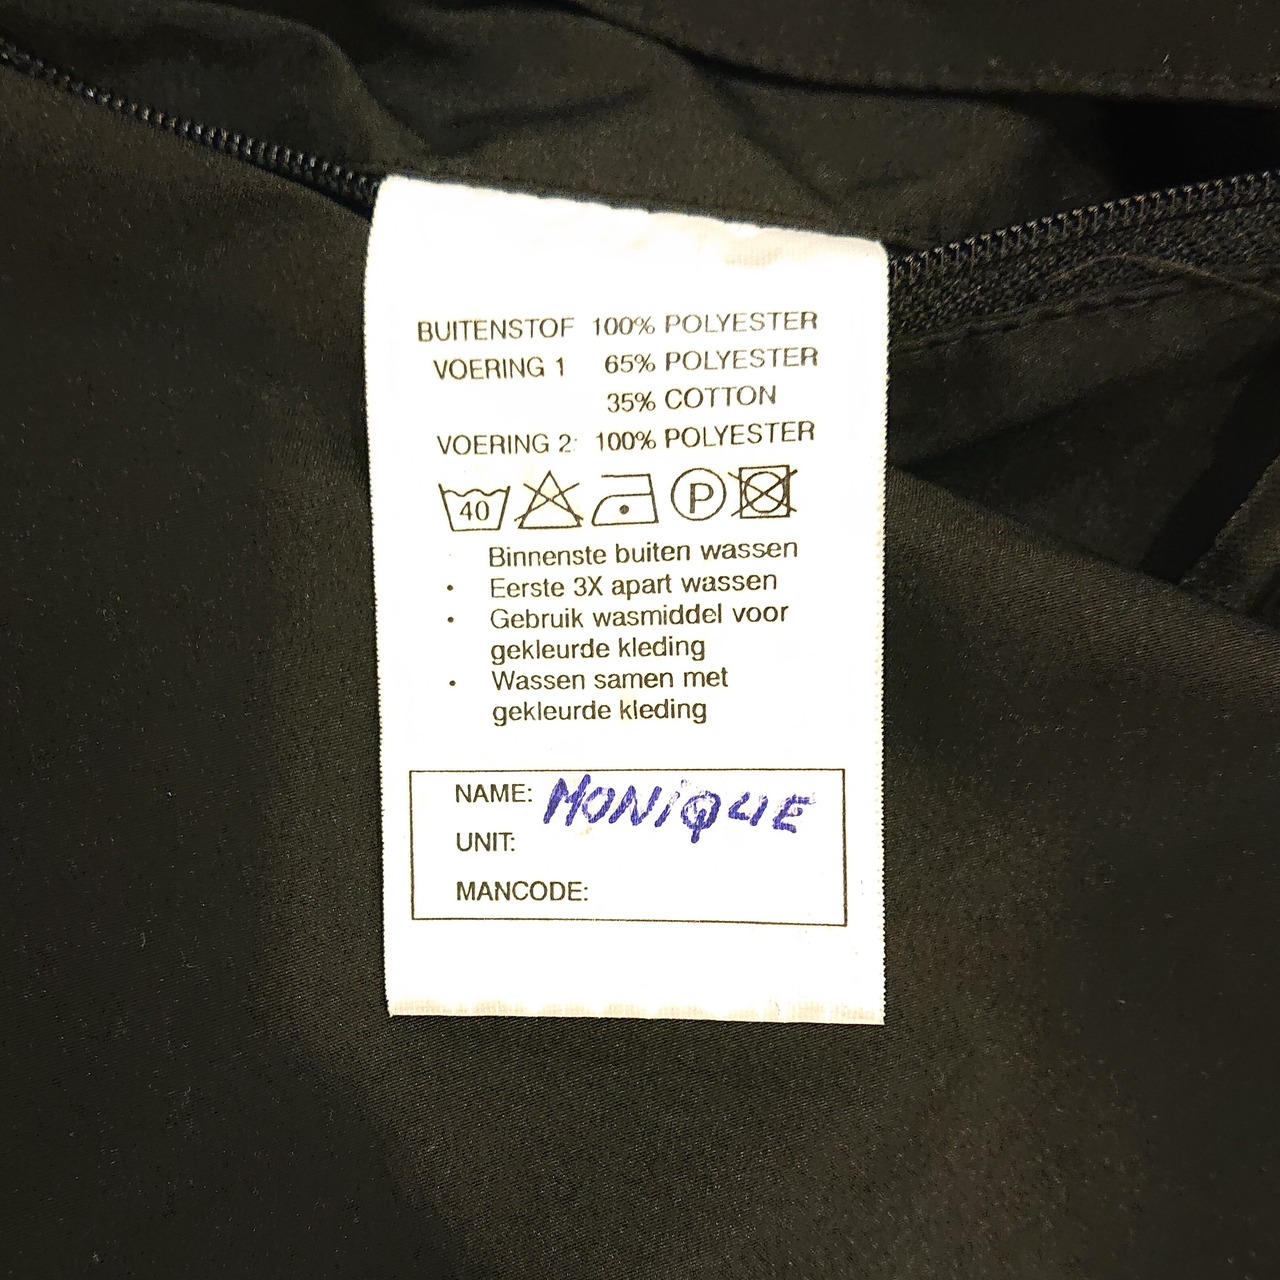 BUITENSTOF 100% POLYESTER
VOERING 1 65% POLYESTER
35% COTTON
VOERING 2: 100% POLYESTER
40 P
Binnenste buiten wassen
• Eerste 3X apart wassen
• Gebruik wasmiddel voor
gekleurde kleding
• Wassen samen met
gekleurde kleding
NAME: MONIQUE
UNIT:
MANCODE: